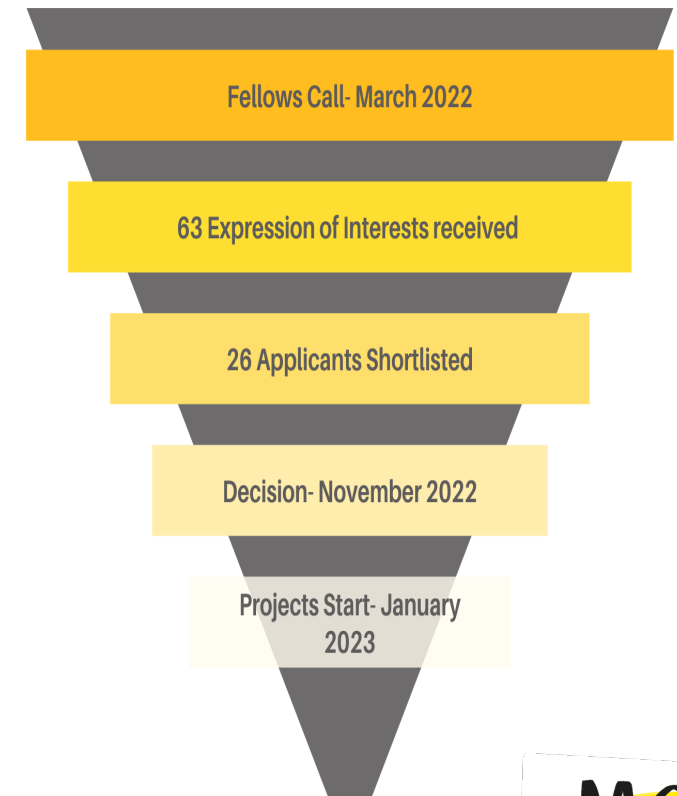 Fellows Call- March 2022
63 Expression of Interests received
26 Applicants Shortlisted
Decision- November 2022
Projects Start- January
2023